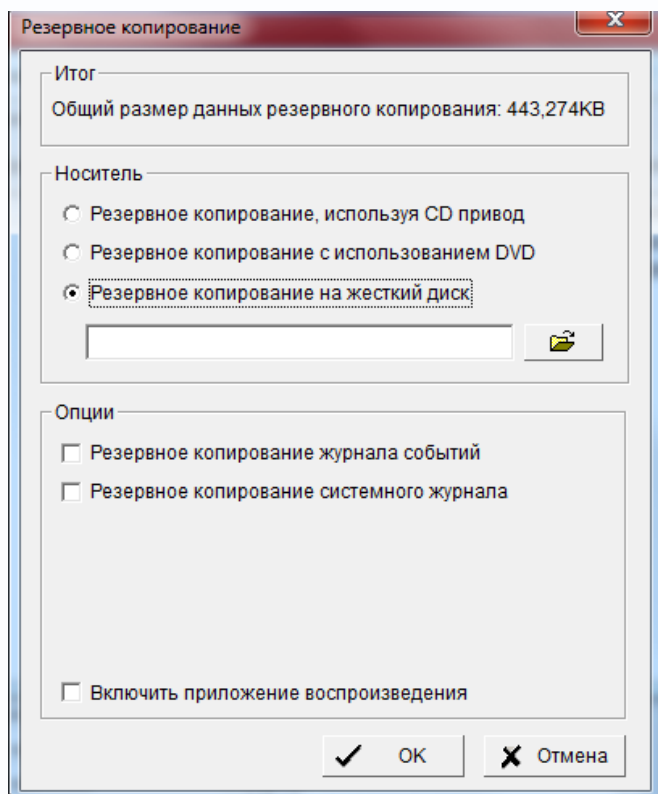 Резервное копирование
Итог
Общий размер данных резервного копирования: 443,274KB
Носитель
Резервное копирование, используя CD привод
Резервное копирование с использованием DVD
Резервное копирование на жесткий диск
Опции
Резервное копирование журнала событий
Резервное копирование системного журнала
Включить приложение воспроизведения
OK
Отмена